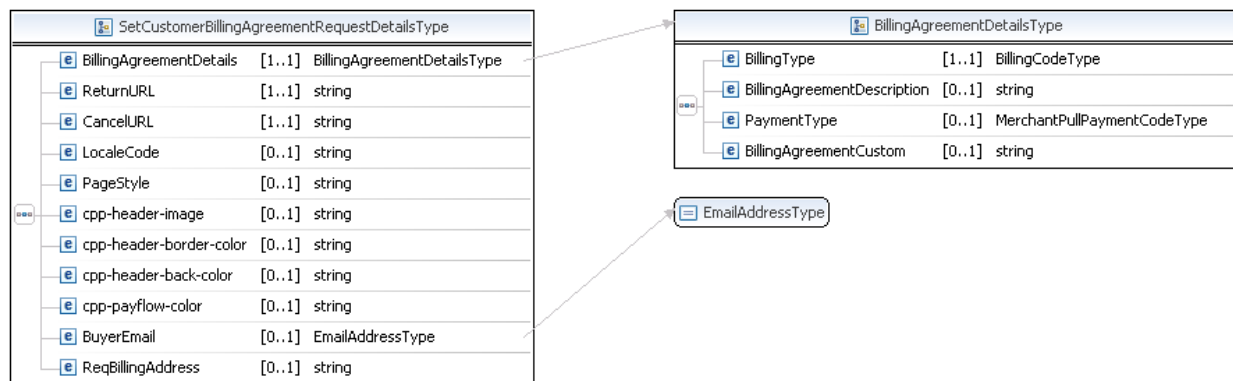 SetCustomerBillingAgreementRequestDetailsType
BillingAgreementDetails [1..1] BillingAgreementDetailsType
ReturnURL [1..1] string
CancelURL [1..1] string
LocaleCode [0..1] string
PageStyle [0..1] string
cpp-header-image [0..1] string
cpp-header-border-color [0..1] string
cpp-header-back-color [0..1] string
cpp-payflow-color [0..1] string
BuyerEmail [0..1] EmailAddressType
ReqBillingAddress [0..1] string
BillingAgreementDetailsType
BillingType [1..1] BillingCodeType
BillingAgreementDescription [0..1] string
PaymentType [0..1] MerchantPullPaymentCodeType
BillingAgreementCustom [0..1] string
EmailAddressType